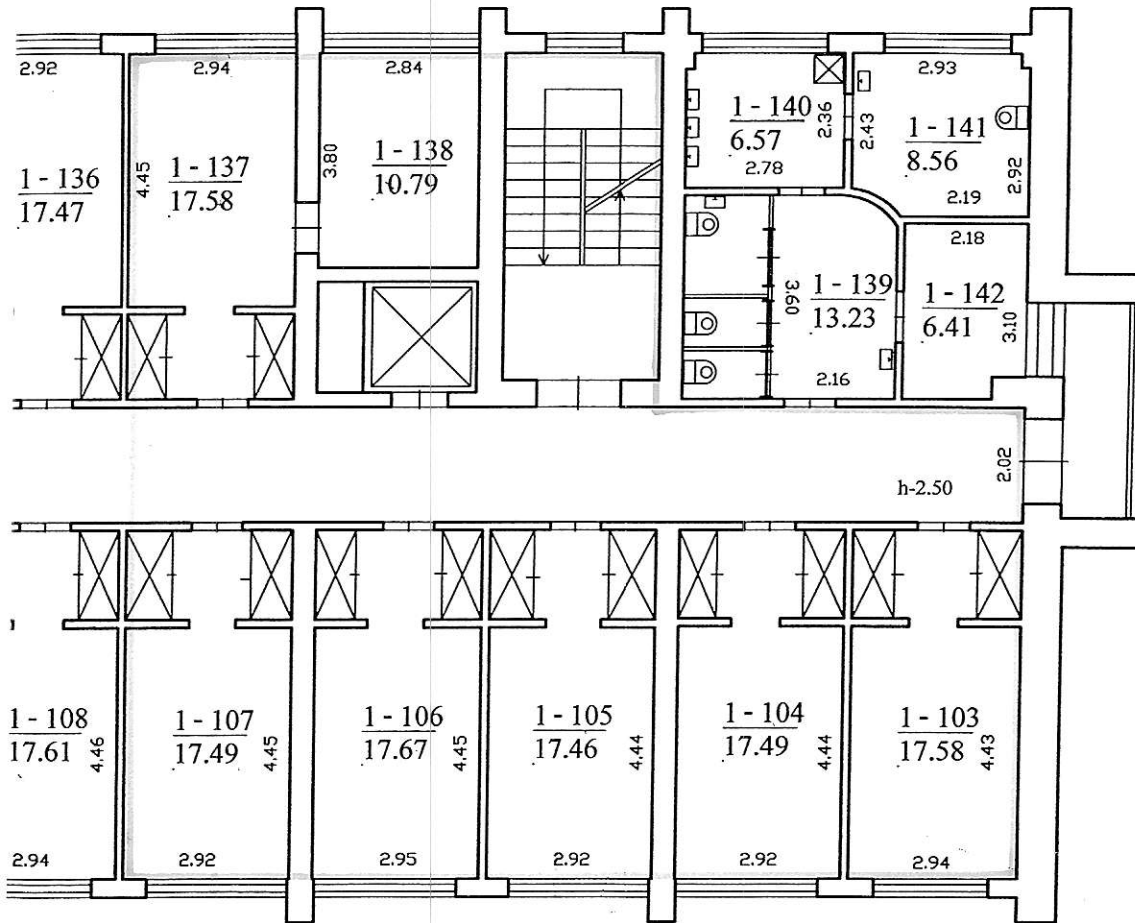 2.92
2.94
2.84
2.93
1 - 136
17.47
4.45
1 - 137
17.58
3.80
1 - 138
10.79
1 - 140
6.57
2.36
2.78
2.43
1 - 141
8.56
2.92
2.19
2.18
3.60
1 - 139
13.23
2.16
1 - 142
6.41
3.10
2.02
h-2.50
1 - 108
17.61
4.46
2.94
1 - 107
17.49
4.45
2.92
1 - 106
17.67
4.45
2.95
1 - 105
17.46
4.44
2.92
1 - 104
17.49
4.44
2.92
1 - 103
17.58
4.43
2.94